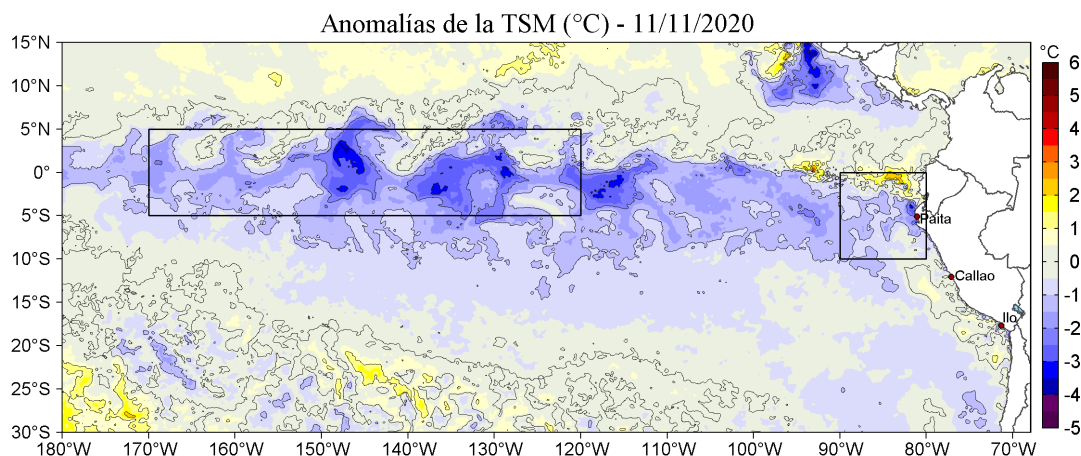 Anomalías de la TSM (°C) - 11/11/2020
15°N
10°N
5°N
0°
5°S
10°S
15°S
20°S
25°S
30°S
180°W
170°W
160°W
150°W
140°W
130°W
120°W
110°W
100°W
90°W
80°W
70°W
Paita
Callao
Ilo
°C
6
5
4
3
2
1
0
-1
-2
-3
-4
-5